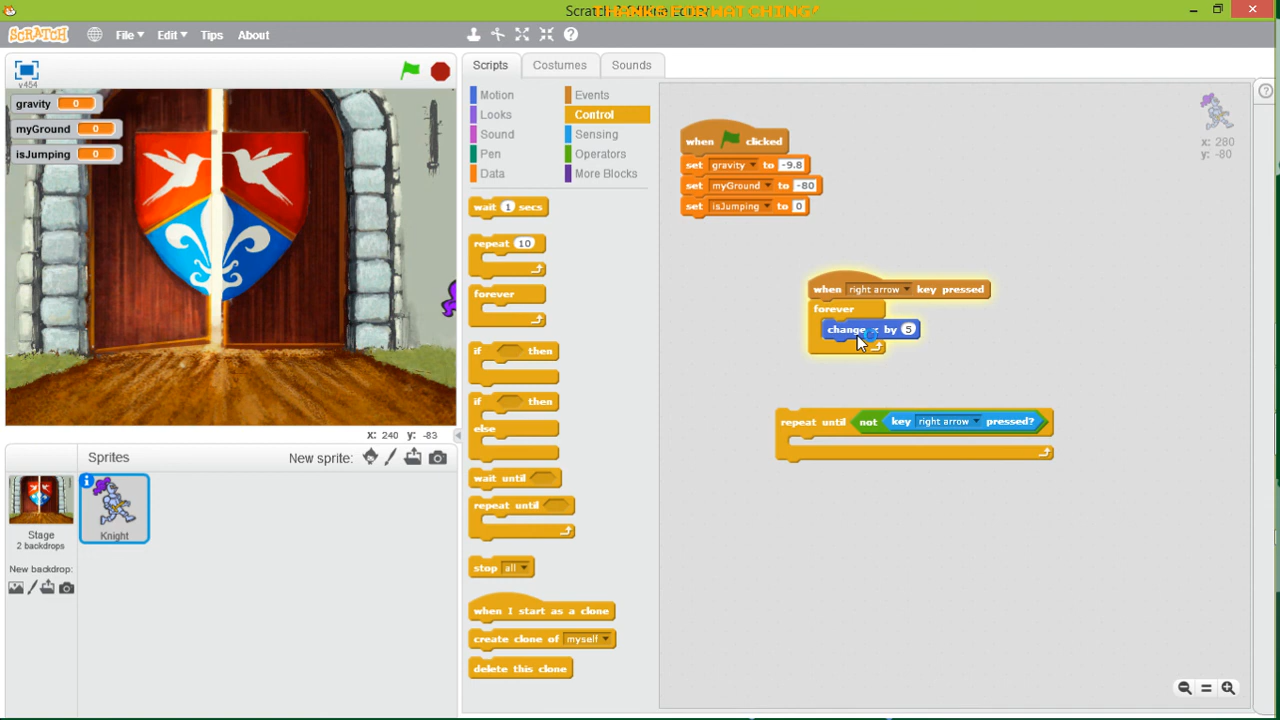 THANKS FOR WATCHING!
SCRATCH
File Edit Tips About
v454
gravity 0
myGround 0
isJumping 0
x: 240 y: -83
Sprites New sprite:
Stage
2 backdrops
New backdrop:
Knight
Scripts Costumes Sounds
Motion Events
Looks Control
Sound Sensing
Pen Operators
Data More Blocks
wait 1 secs
repeat 10
forever
if then
if then
else
wait until
repeat until
stop all
when I start as a clone
create clone of myself
delete this clone
when clicked
set gravity to -9.8
set myGround to -80
set isJumping to 0
when right arrow key pressed
forever
change x by 5
repeat until not key right arrow pressed?
x: 280
y: -80